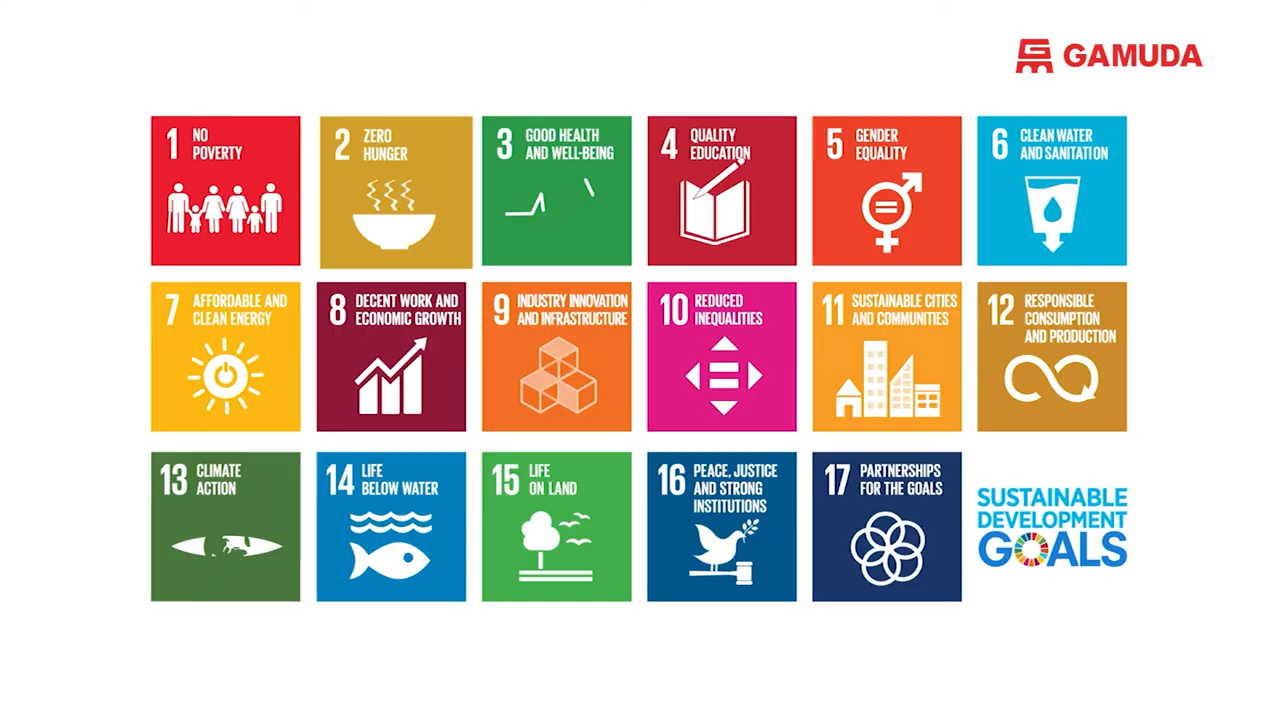 GAMUDA
1 NO
POVERTY
2 ZERO
HUNGER
3 GOOD HEALTH
AND WELL-BEING
4 QUALITY
EDUCATION
5 GENDER
EQUALITY
6 CLEAN WATER
AND SANITATION
7 AFFORDABLE AND
CLEAN ENERGY
8 DECENT WORK AND
ECONOMIC GROWTH
9 INDUSTRY INNOVATION
AND INFRASTRUCTURE
10 REDUCED
INEQUALITIES
11 SUSTAINABLE CITIES
AND COMMUNITIES
12 RESPONSIBLE
CONSUMPTION
AND PRODUCTION
13 CLIMATE
ACTION
14 LIFE
BELOW WATER
15 LIFE
ON LAND
16 PEACE, JUSTICE
AND STRONG
INSTITUTIONS
17 PARTNERSHIPS
FOR THE GOALS
SUSTAINABLE
DEVELOPMENT
GOALS